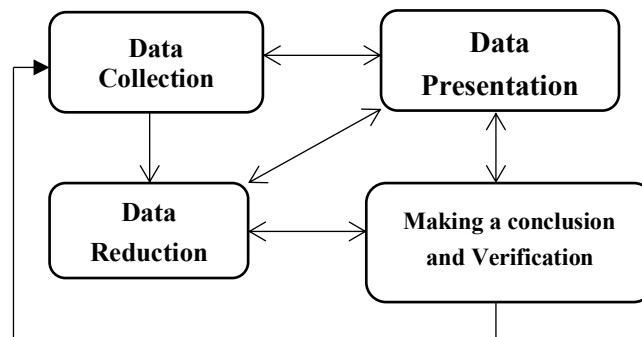 Data
Collection
Data
Presentation
Data
Reduction
Making a conclusion
and Verification